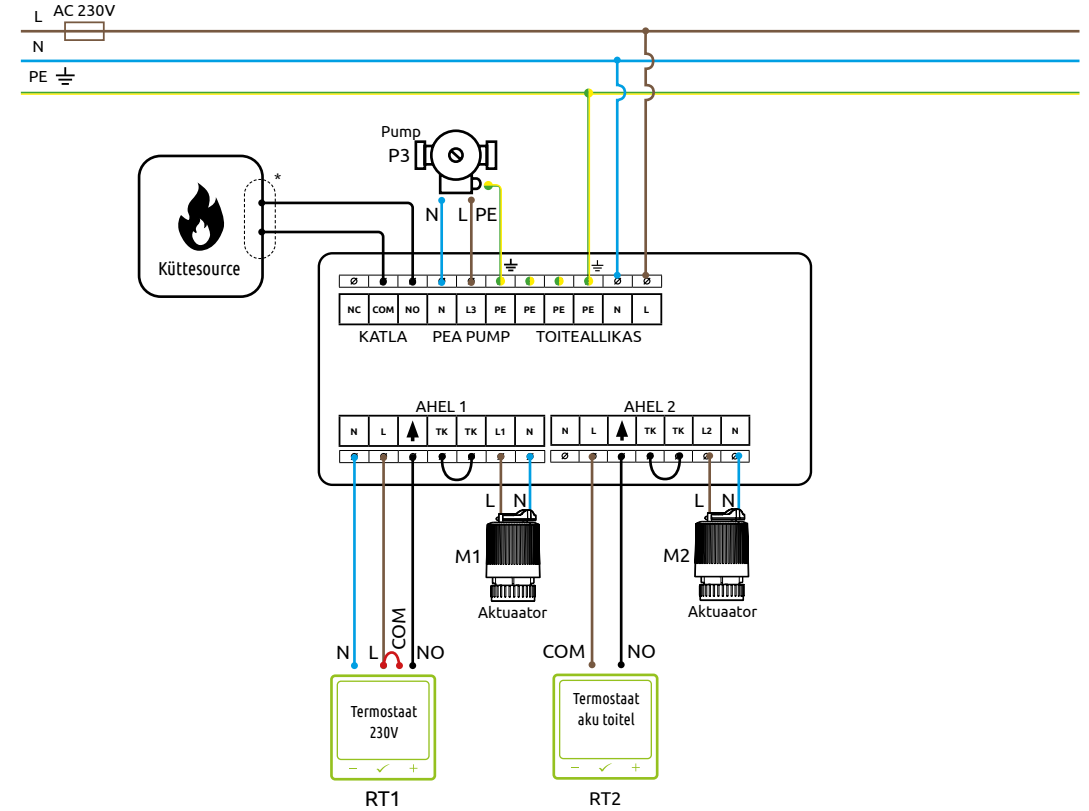 L AC 230V
N
PE
Pump
P3
*
Küttesource
N L PE
NC COM NO N L3 PE PE PE PE N L
KATLA PEA PUMP TOITEALLIKAS
AHEL 1 AHEL 2
N L TK TK L1 N N L TK TK L2 N
L N L N
M1 M2
Aktuaator Aktuaator
N L COM NO COM NO
Termostaat
230V
Termostaat
aku toitel
RT1 RT2